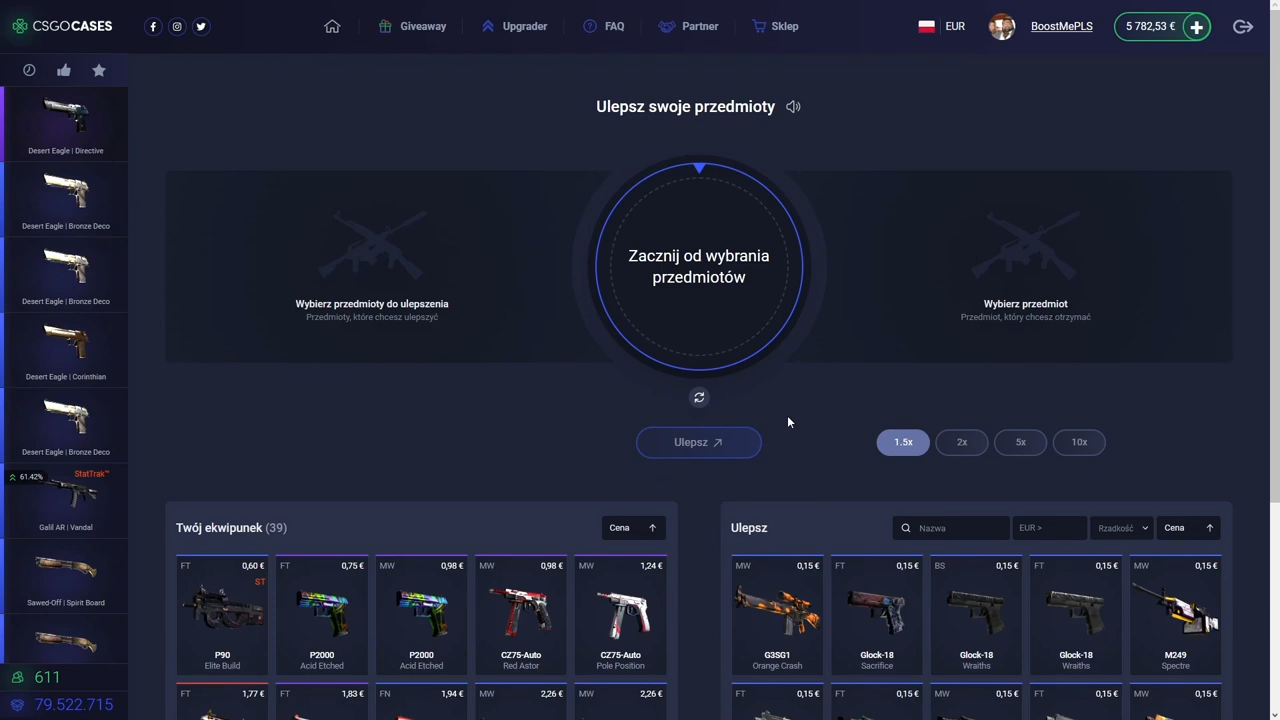 CSGOCASES
Giveaway
Upgrader
FAQ
Partner
Sklep
EUR
BoostMePLS
5 782,53 €
Desert Eagle | Directive
Desert Eagle | Bronze Deco
Desert Eagle | Bronze Deco
Desert Eagle | Corinthian
Desert Eagle | Bronze Deco
61.42%
StatTrak™
Galil AR | Vandal
Sawed-Off | Spirit Board
611
79.522.715
Ulepsz swoje przedmioty
Wybierz przedmioty do ulepszenia
Przedmioty, które chcesz ulepszyć
Zacznij od wybrania
przedmiotów
Wybierz przedmiot
Przedmiot, który chcesz otrzymać
Ulepsz
1.5x
2x
5x
10x
Twój ekwipunek (39)
Cena
FT 0,60 €
ST
P90
Elite Build
FT 0,75 €
P2000
Acid Etched
MW 0,98 €
P2000
Acid Etched
MW 0,98 €
CZ75-Auto
Red Astor
MW 1,24 €
CZ75-Auto
Pole Position
FT 1,77 €
FT 1,83 €
FN 1,94 €
MW 2,26 €
MW 2,26 €
Ulepsz
Nazwa
EUR >
Rzadkość
Cena
MW 0,15 €
G3SG1
Orange Crash
FT 0,15 €
Glock-18
Sacrifice
BS 0,15 €
Glock-18
Wraiths
FT 0,15 €
Glock-18
Wraiths
MW 0,15 €
M249
Spectre
FT 0,15 €
FT 0,15 €
MW 0,15 €
FT 0,15 €
MW 0,15 €